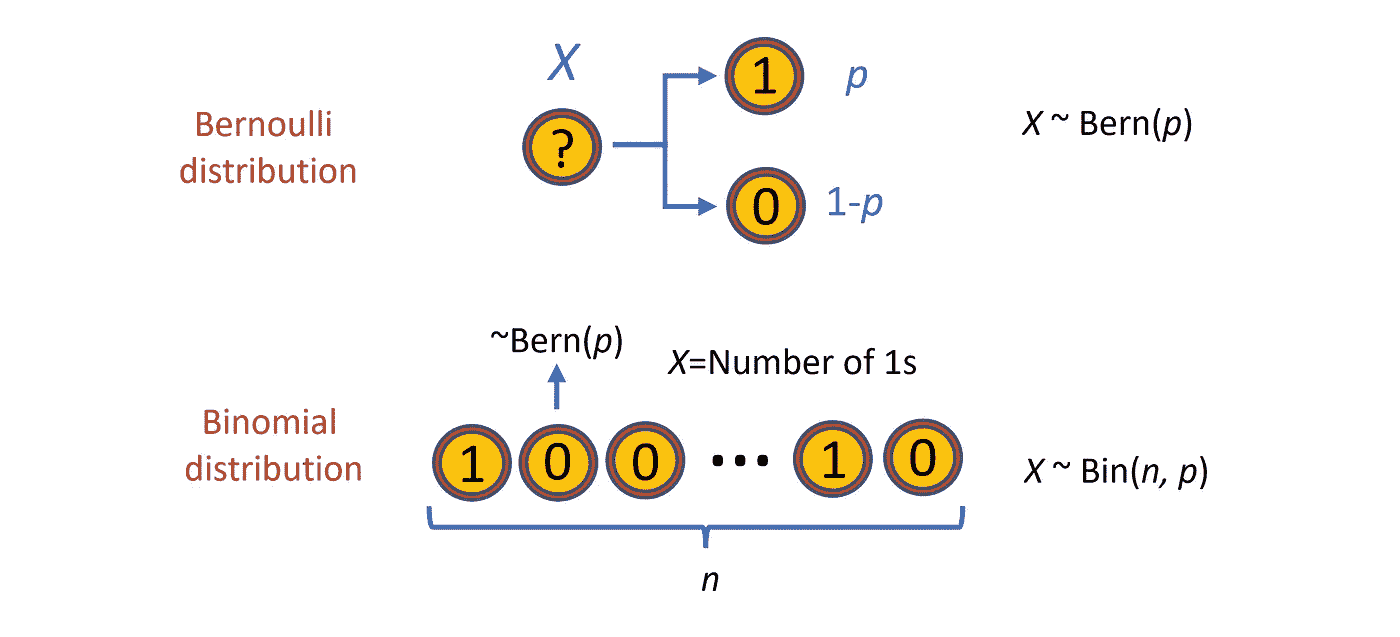 X
1
p
Bernoulli
distribution
?
X ~ Bern(p)
0
1-p
~Bern(p)
X=Number of 1s
Binomial
distribution
1 0 0 ... 1 0
X ~ Bin(n, p)
n